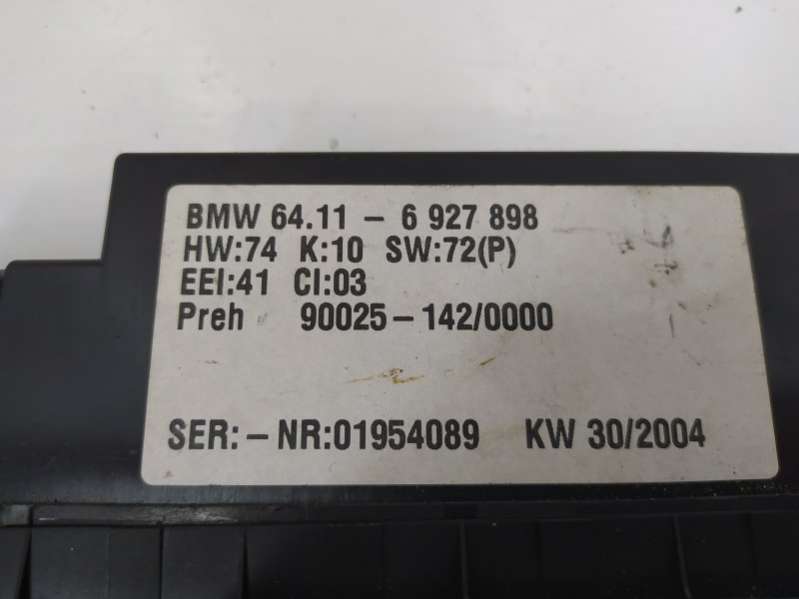 BMW 64.11 - 6 927 898
HW:74 K:10 SW:72(P)
EEI:41 CI:03
Preh 90025-142/0000
SER:-NR:01954089 KW 30/2004